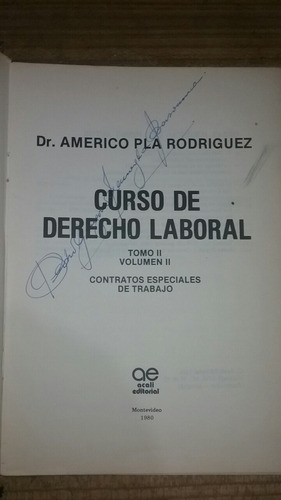 Dr. AMERICO PLA RODRIGUEZ
CURSO DE
DERECHO LABORAL
TOMO II
VOLUMEN II
CONTRATOS ESPECIALES
DE TRABAJO
ae
acali
editorial
Montevideo
1980